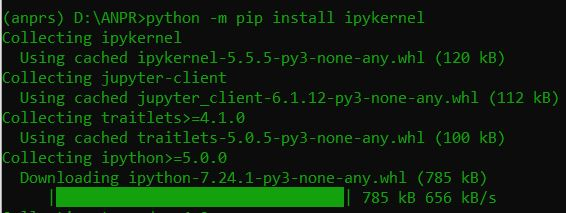 (anprs) D:\ANPR>python -m pip install ipykernel
Collecting ipykernel
  Using cached ipykernel-5.5.5-py3-none-any.whl (120 kB)
Collecting jupyter-client
  Using cached jupyter_client-6.1.12-py3-none-any.whl (112 kB)
Collecting traitlets>=4.1.0
  Using cached traitlets-5.0.5-py3-none-any.whl (100 kB)
Collecting ipython>=5.0.0
  Downloading ipython-7.24.1-py3-none-any.whl (785 kB)
     || 785 kB 656 kB/s